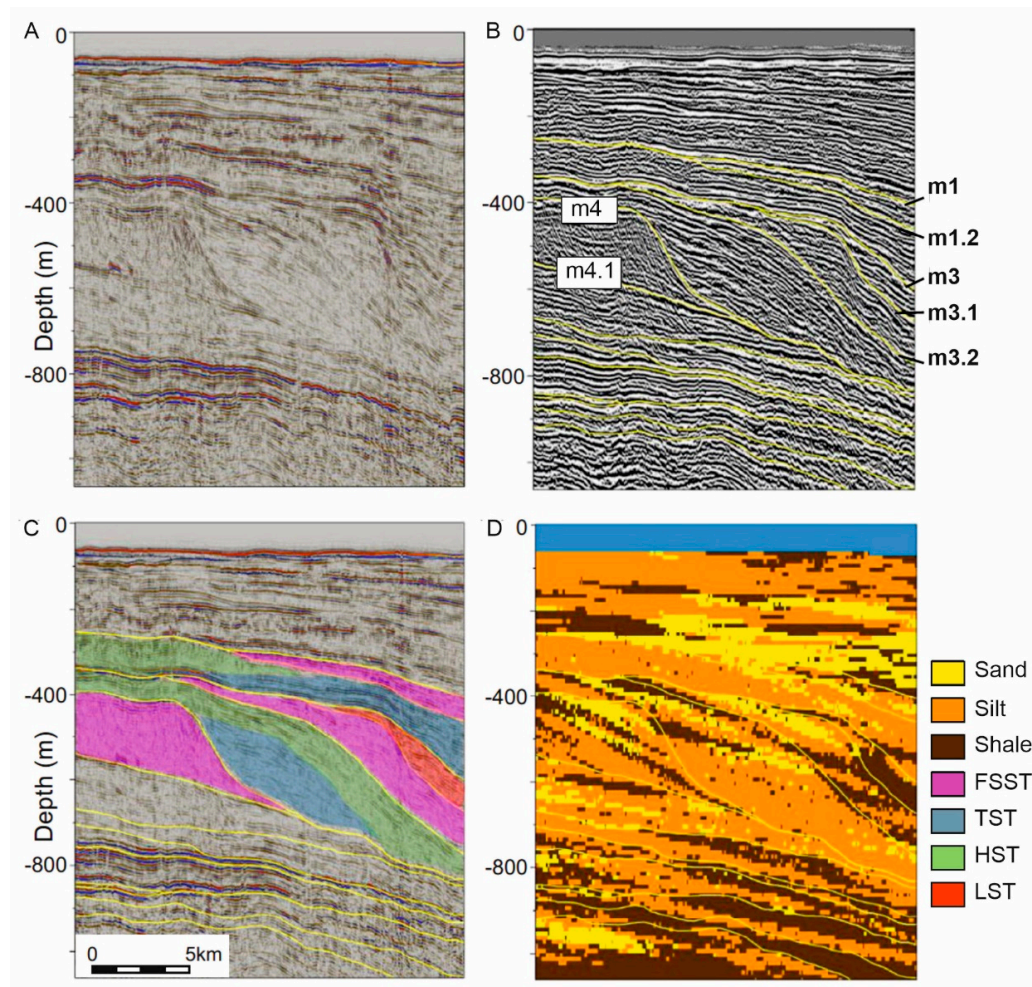 A
0
-400
-800
Depth (m)
B
0
-400
-800
m4
m4.1
m1
m1.2
m3
m3.1
m3.2
C
0
-400
-800
Depth (m)
0 5km
D
0
-400
-800
Sand
Silt
Shale
FSST
TST
HST
LST